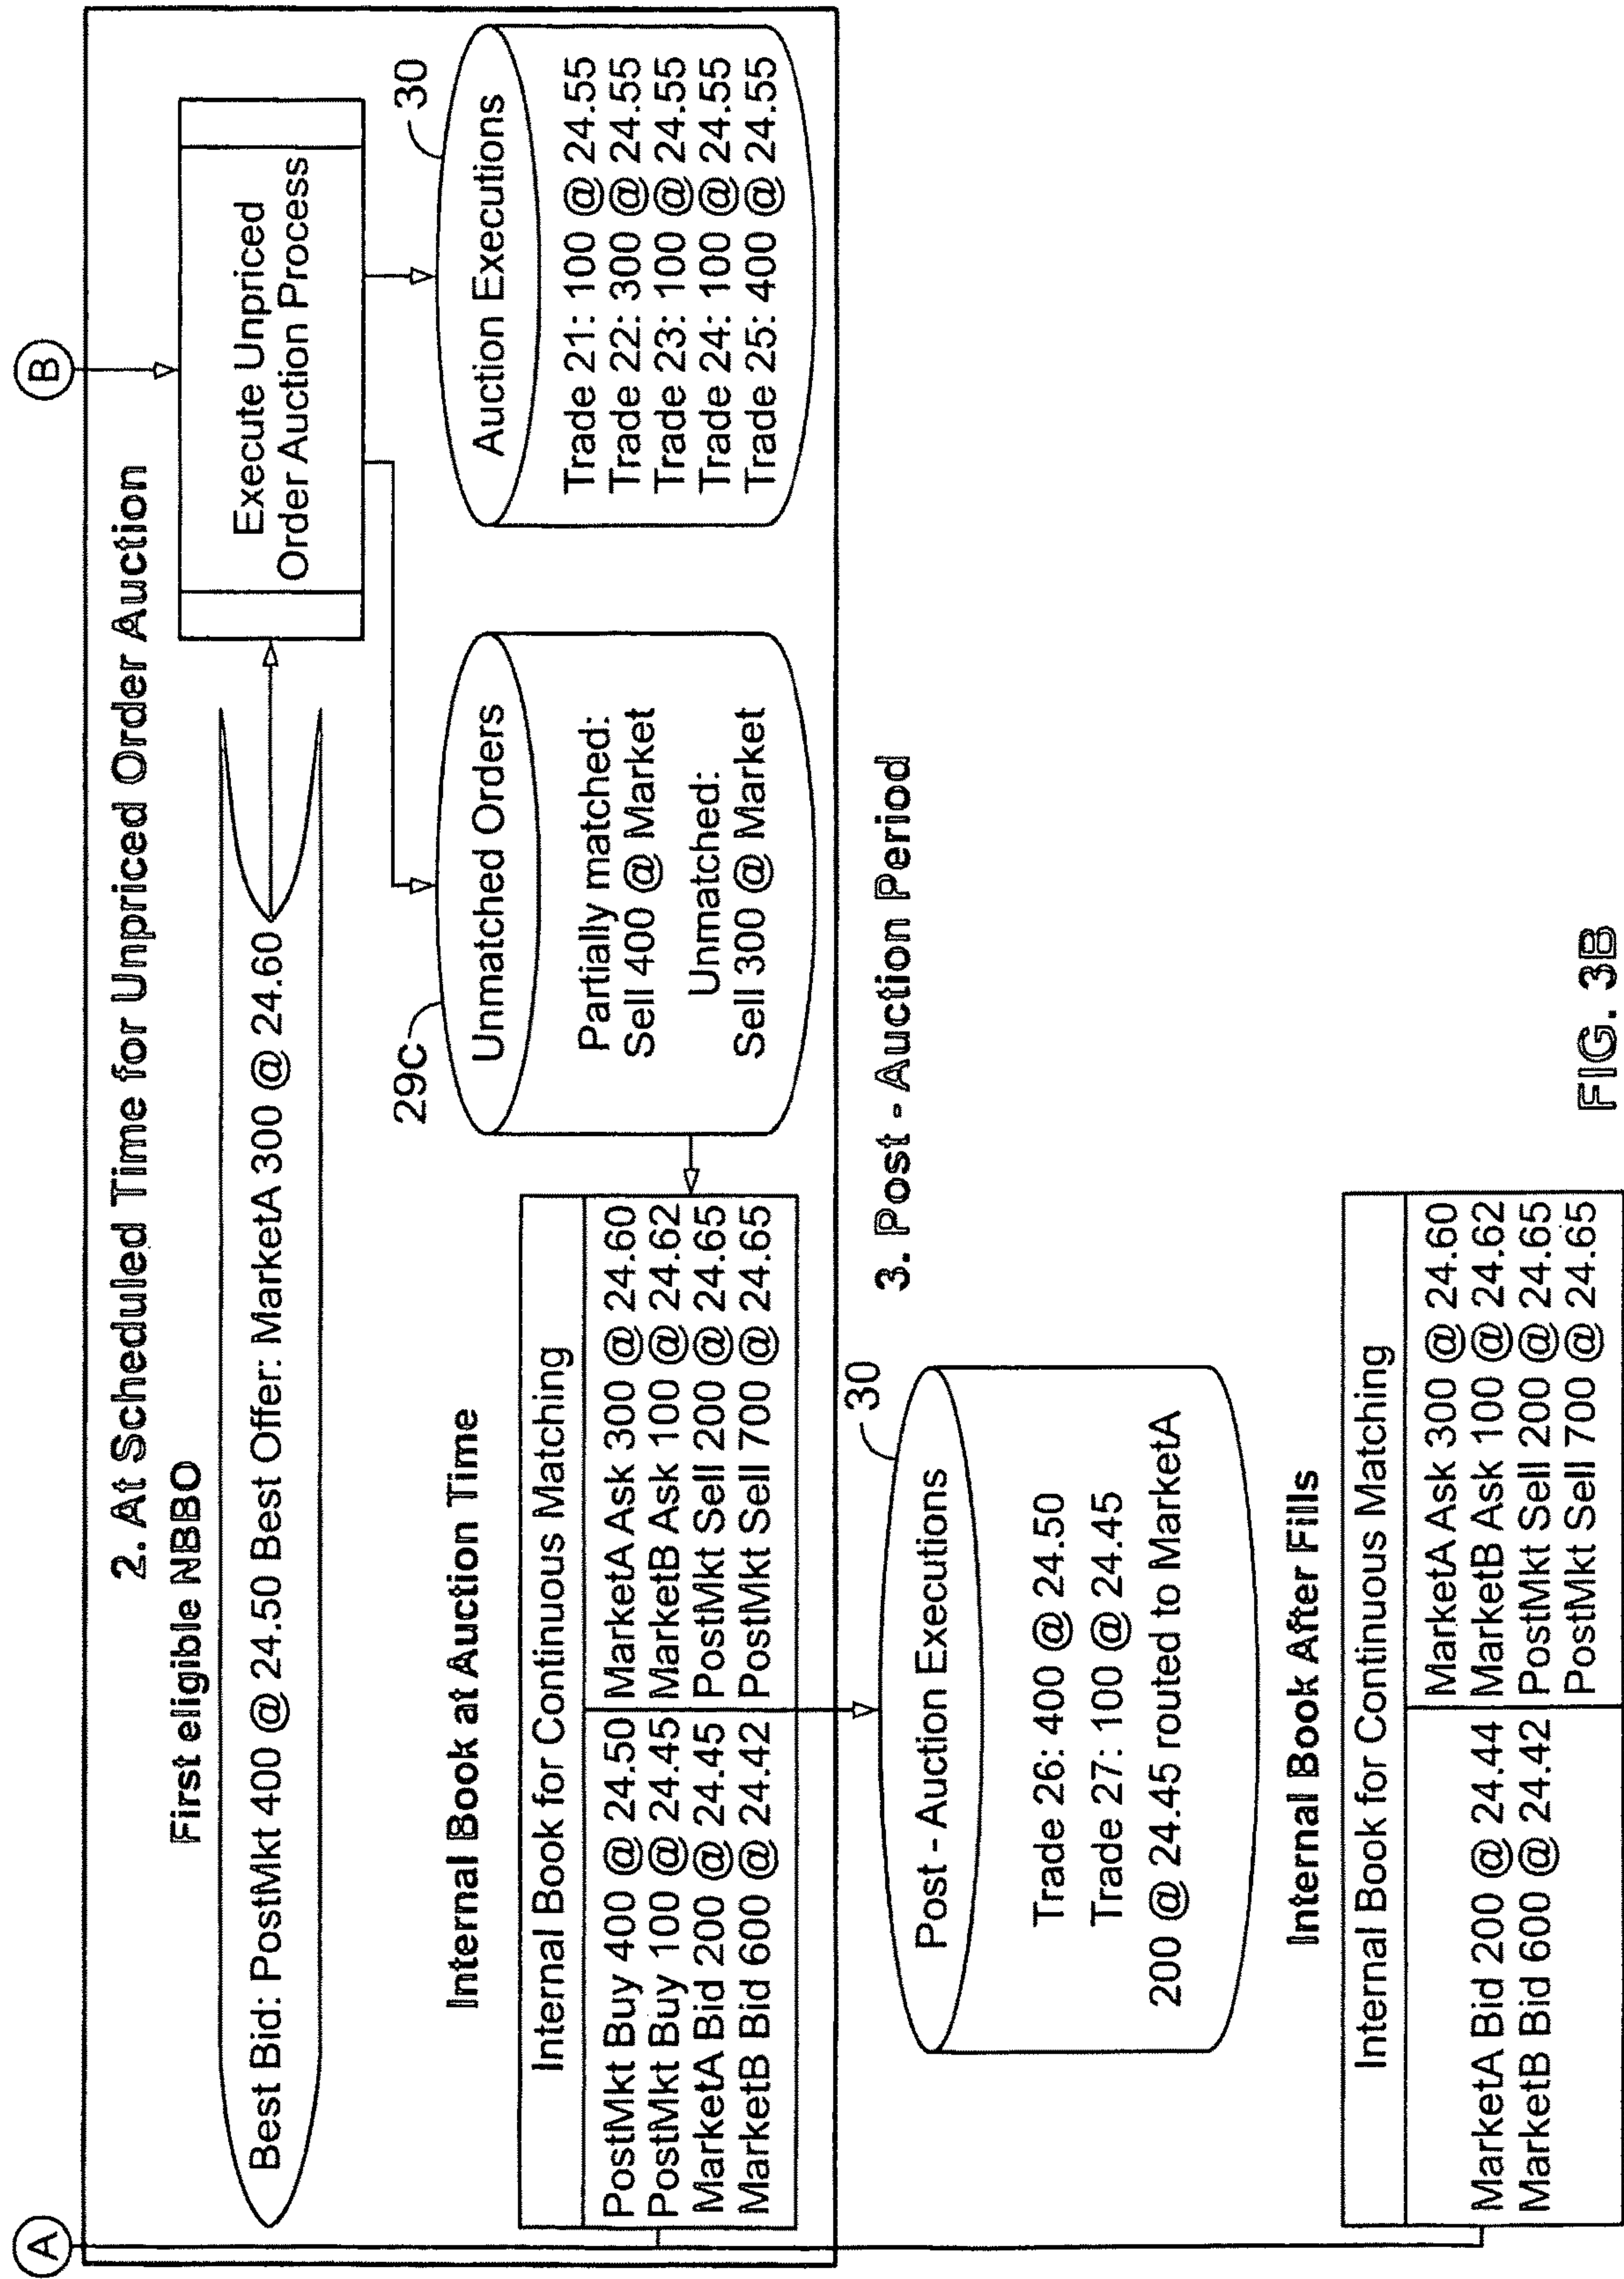 A
B
2. At Scheduled Time for Unpriced Order Auction
First eligible NBBO
Best Bid: PostMkt 400 @ 24.50 Best Offer: MarketA 300 @ 24.60
Execute Unpriced
Order Auction Process
Internal Book at Auction Time
Internal Book for Continuous Matching
PostMkt Buy 400 @ 24.50 MarketA Ask 300 @ 24.60
PostMkt Buy 100 @ 24.45 MarketB Ask 100 @ 24.62
MarketA Bid 200 @ 24.45 PostMkt Sell 200 @ 24.65
MarketB Bid 600 @ 24.42 PostMkt Sell 700 @ 24.65
29c
Unmatched Orders
Partially matched:
Sell 400 @ Market
Unmatched:
Sell 300 @ Market
30
Auction Executions
Trade 21: 100 @ 24.55
Trade 22: 300 @ 24.55
Trade 23: 100 @ 24.55
Trade 24: 100 @ 24.55
Trade 25: 400 @ 24.55
3. Post - Auction Period
30
Post - Auction Executions
Trade 26: 400 @ 24.50
Trade 27: 100 @ 24.45
200 @ 24.45 routed to MarketA
Internal Book After Fills
Internal Book for Continuous Matching
MarketA Ask 300 @ 24.60
MarketA Bid 200 @ 24.44 MarketB Ask 100 @ 24.62
MarketB Bid 600 @ 24.42 PostMkt Sell 200 @ 24.65
PostMkt Sell 700 @ 24.65
FIG. 3B